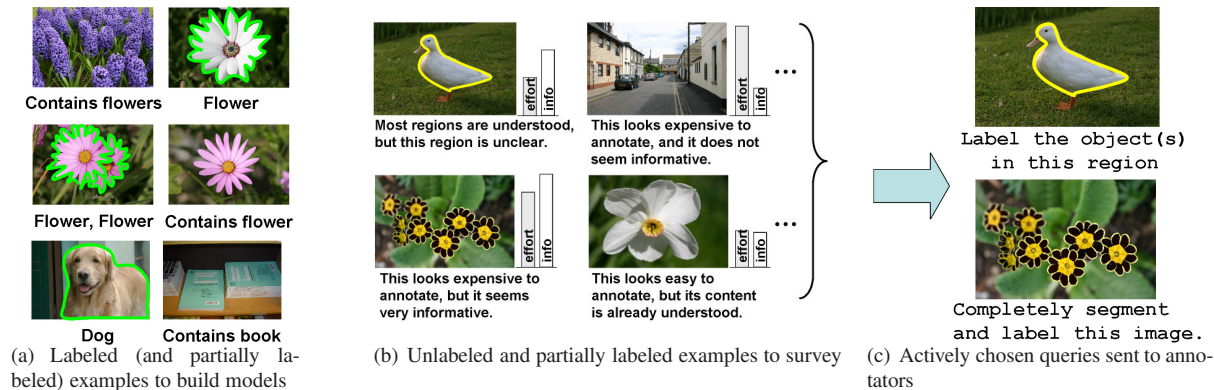 Contains flowers
Flower
Flower, Flower
Contains flower
Dog
Contains book
(a) Labeled (and partially la-
beled) examples to build models
effort
info
Most regions are understood,
but this region is unclear.
effort
info
...
This looks expensive to
annotate, and it does not
seem informative.
effort
info
This looks expensive to
annotate, but it seems
very informative.
effort
info
...
This looks easy to
annotate, but its content
is already understood.
(b) Unlabeled and partially labeled examples to survey
Label the object(s)
in this region
Completely segment
and label this image.
(c) Actively chosen queries sent to anno-
tators